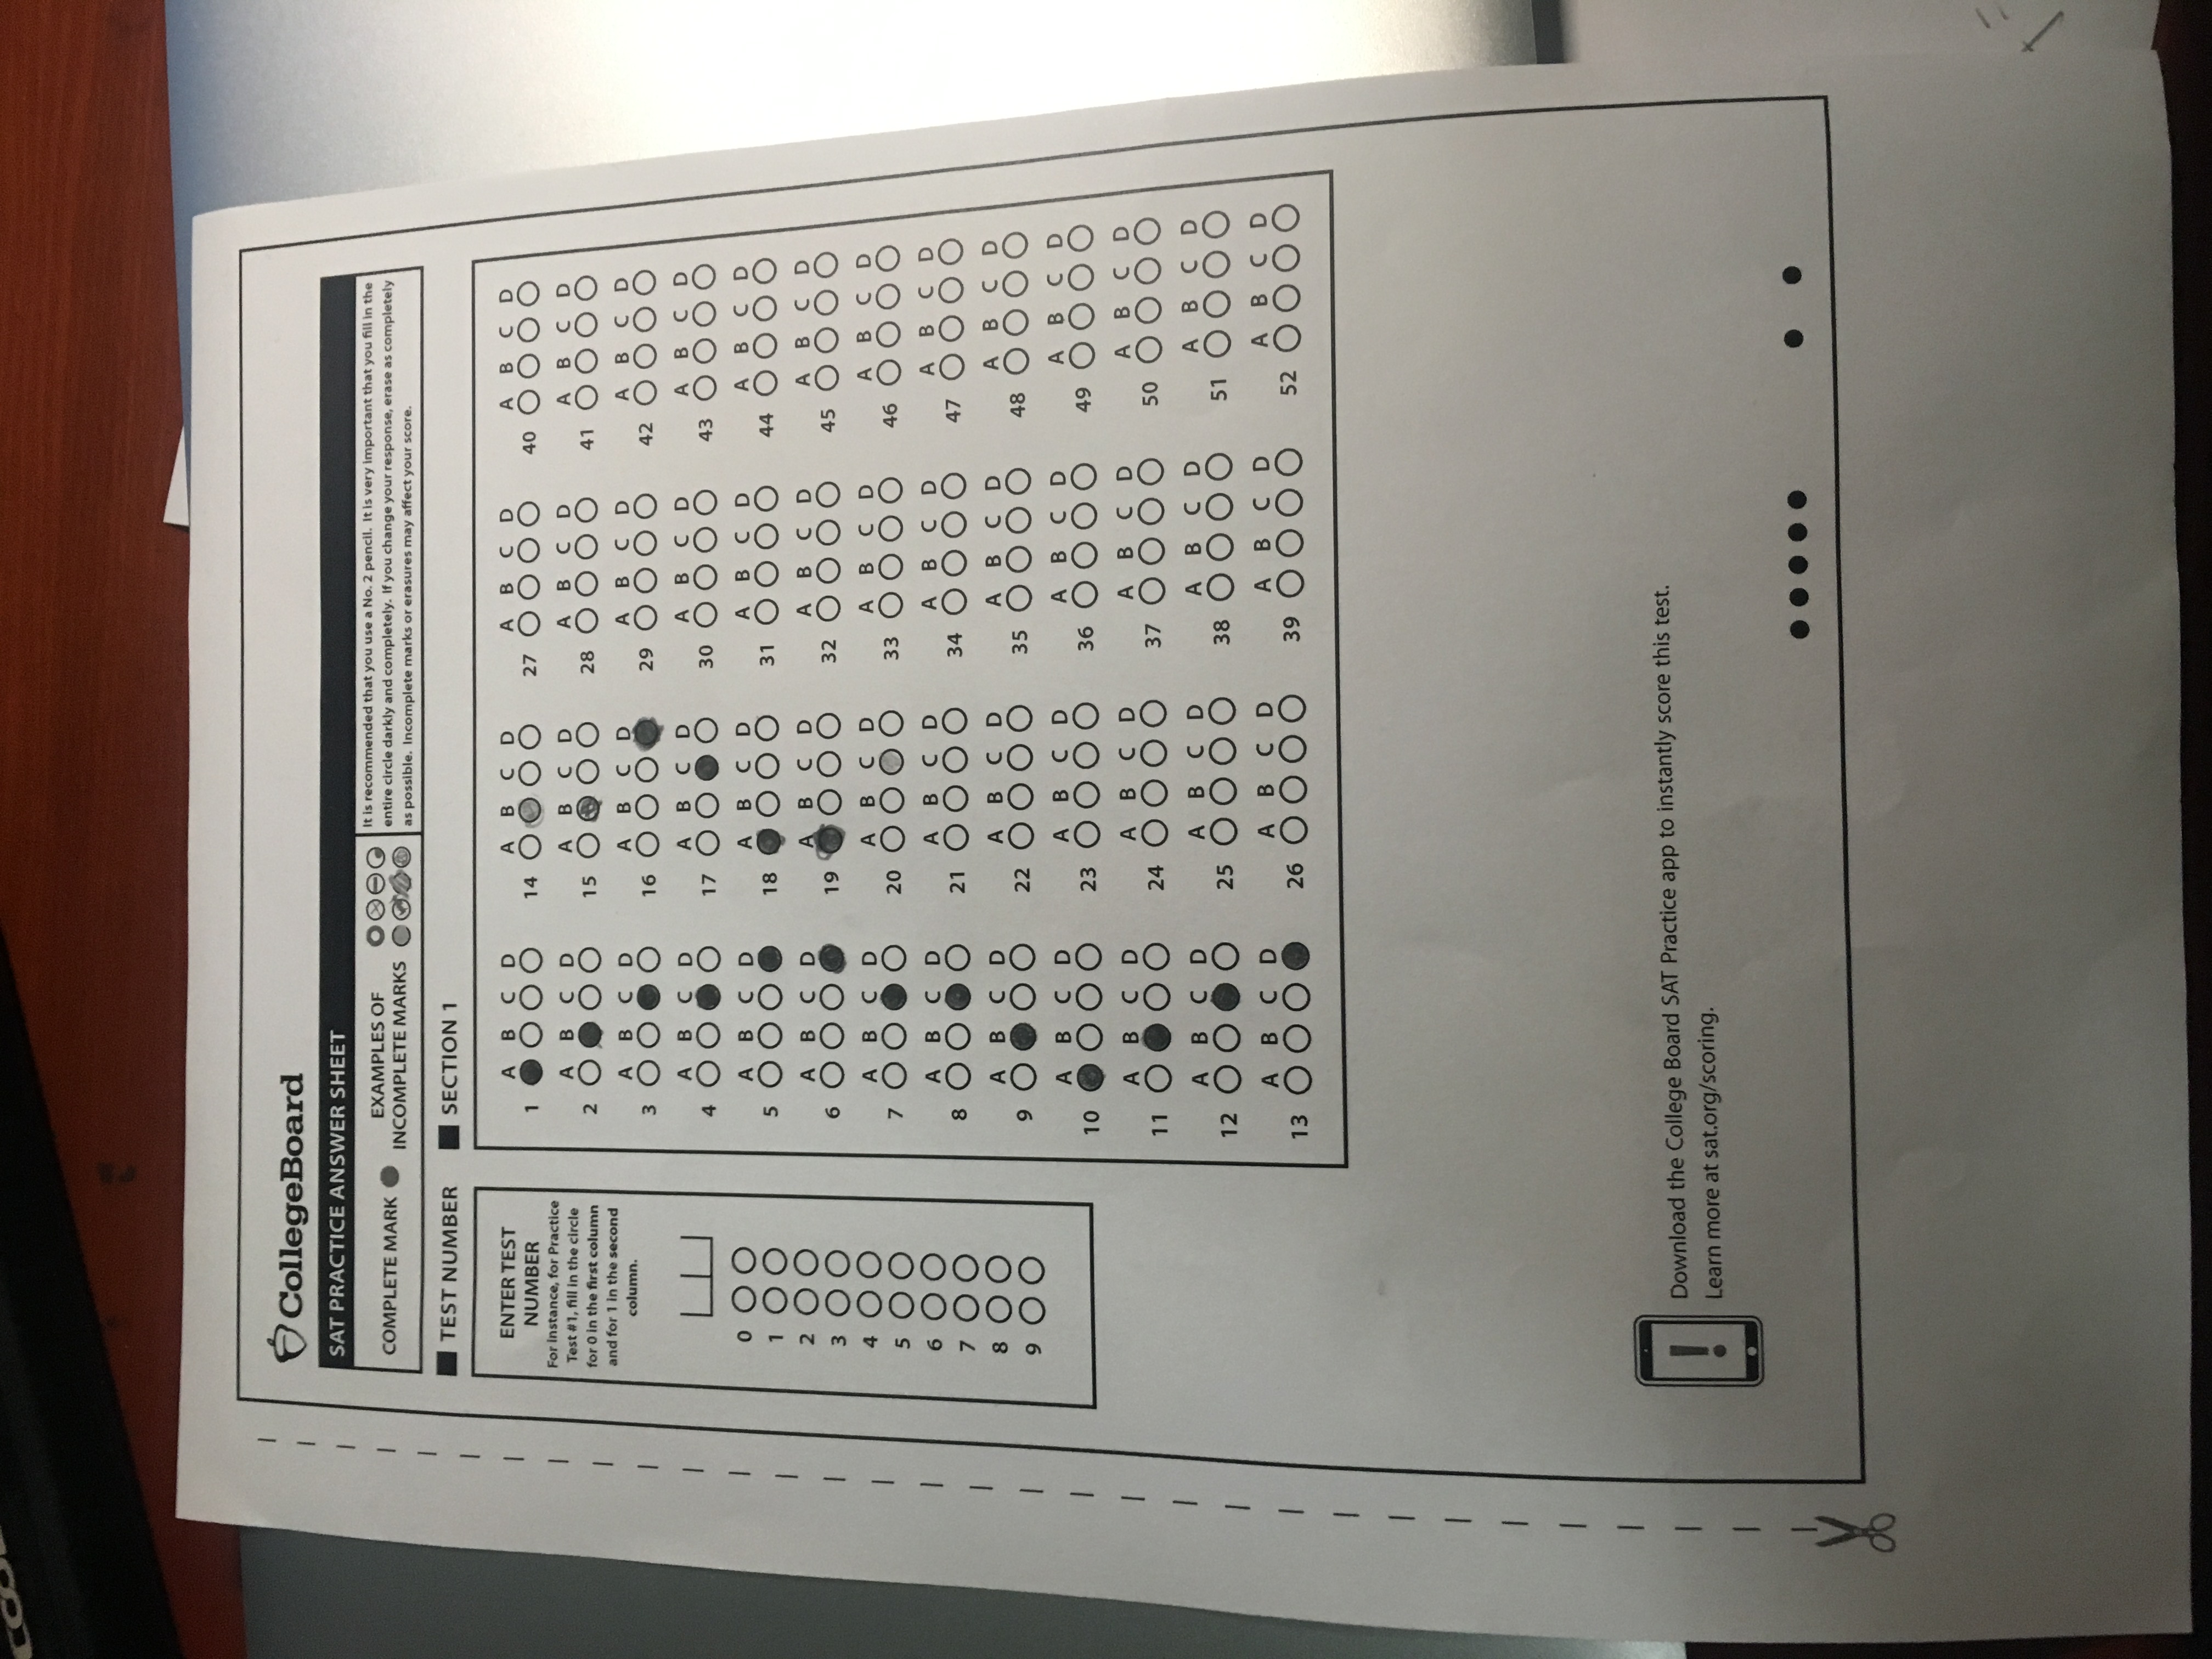 CollegeBoard
SAT PRACTICE ANSWER SHEET
COMPLETE MARK
EXAMPLES OF
INCOMPLETE MARKS
It is recommended that you use a No. 2 pencil. It is very important that you fill in the
entire circle darkly and completely. If you change your response, erase as completely
as possible. Incomplete marks or erasures may affect your score.
TEST NUMBER
ENTER TEST
NUMBER
For instance, for Practice
Test #1, fill in the circle
for 0 in the first column
and for 1 in the second
column.
0
1
2
3
4
5
6
7
8
9
SECTION 1
A B C D
1
A B C D
2
A B C D
3
A B C D
4
A B C D
5
A B C D
6
A B C D
7
A B C D
8
A B C D
9
A B C D
10
A B C D
11
A B C D
12
A B C D
13
A B C D
14
A B C D
15
A B C D
16
A B C D
17
A B C D
18
A B C D
19
A B C D
20
A B C D
21
A B C D
22
A B C D
23
A B C D
24
A B C D
25
A B C D
26
A B C D
27
A B C D
28
A B C D
29
A B C D
30
A B C D
31
A B C D
32
A B C D
33
A B C D
34
A B C D
35
A B C D
36
A B C D
37
A B C D
38
A B C D
39
A B C D
40
A B C D
41
A B C D
42
A B C D
43
A B C D
44
A B C D
45
A B C D
46
A B C D
47
A B C D
48
A B C D
49
A B C D
50
A B C D
51
A B C D
52
Download the College Board SAT Practice app to instantly score this test.
Learn more at sat.org/scoring.